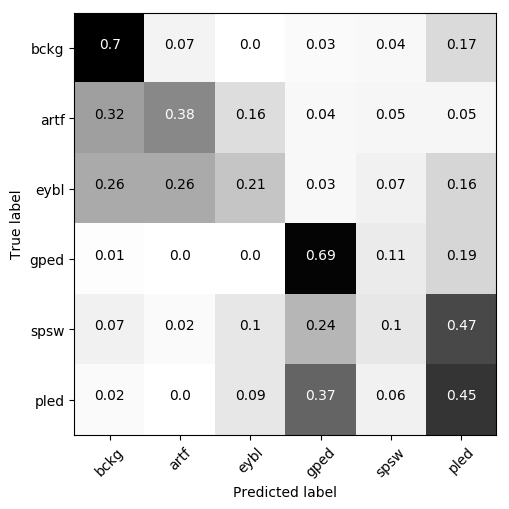 bckg 0.7 0.07 0.0 0.03 0.04 0.17
artf 0.32 0.38 0.16 0.04 0.05 0.05
eybl 0.26 0.26 0.21 0.03 0.07 0.16
gped 0.01 0.0 0.0 0.69 0.11 0.19
spsw 0.07 0.02 0.1 0.24 0.1 0.47
pled 0.02 0.0 0.09 0.37 0.06 0.45
True label
bckg artf eybl gped spsw pled
Predicted label